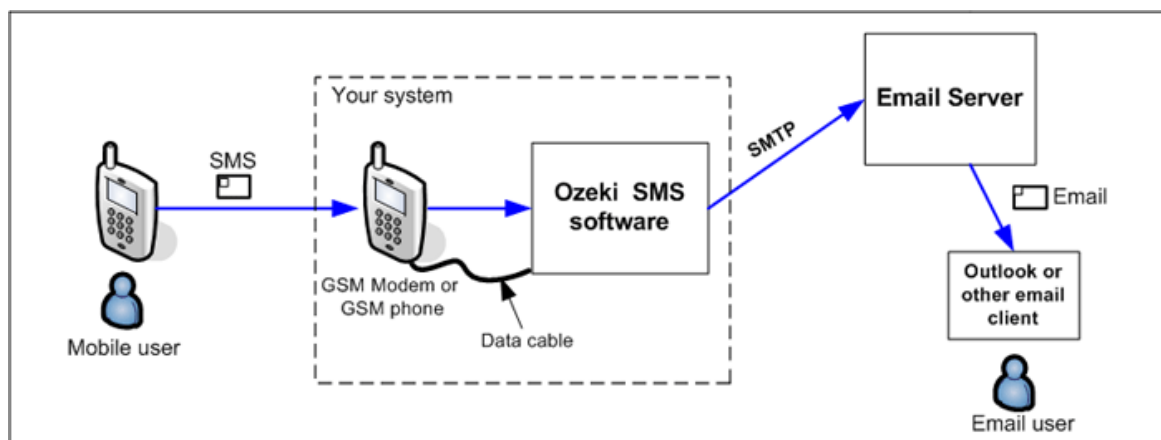 Your system
SMS
GSM Modem or
GSM phone
Mobile user
Data cable
Ozeki SMS
software
SMTP
Email Server
Email
Outlook or
other email
client
Email user